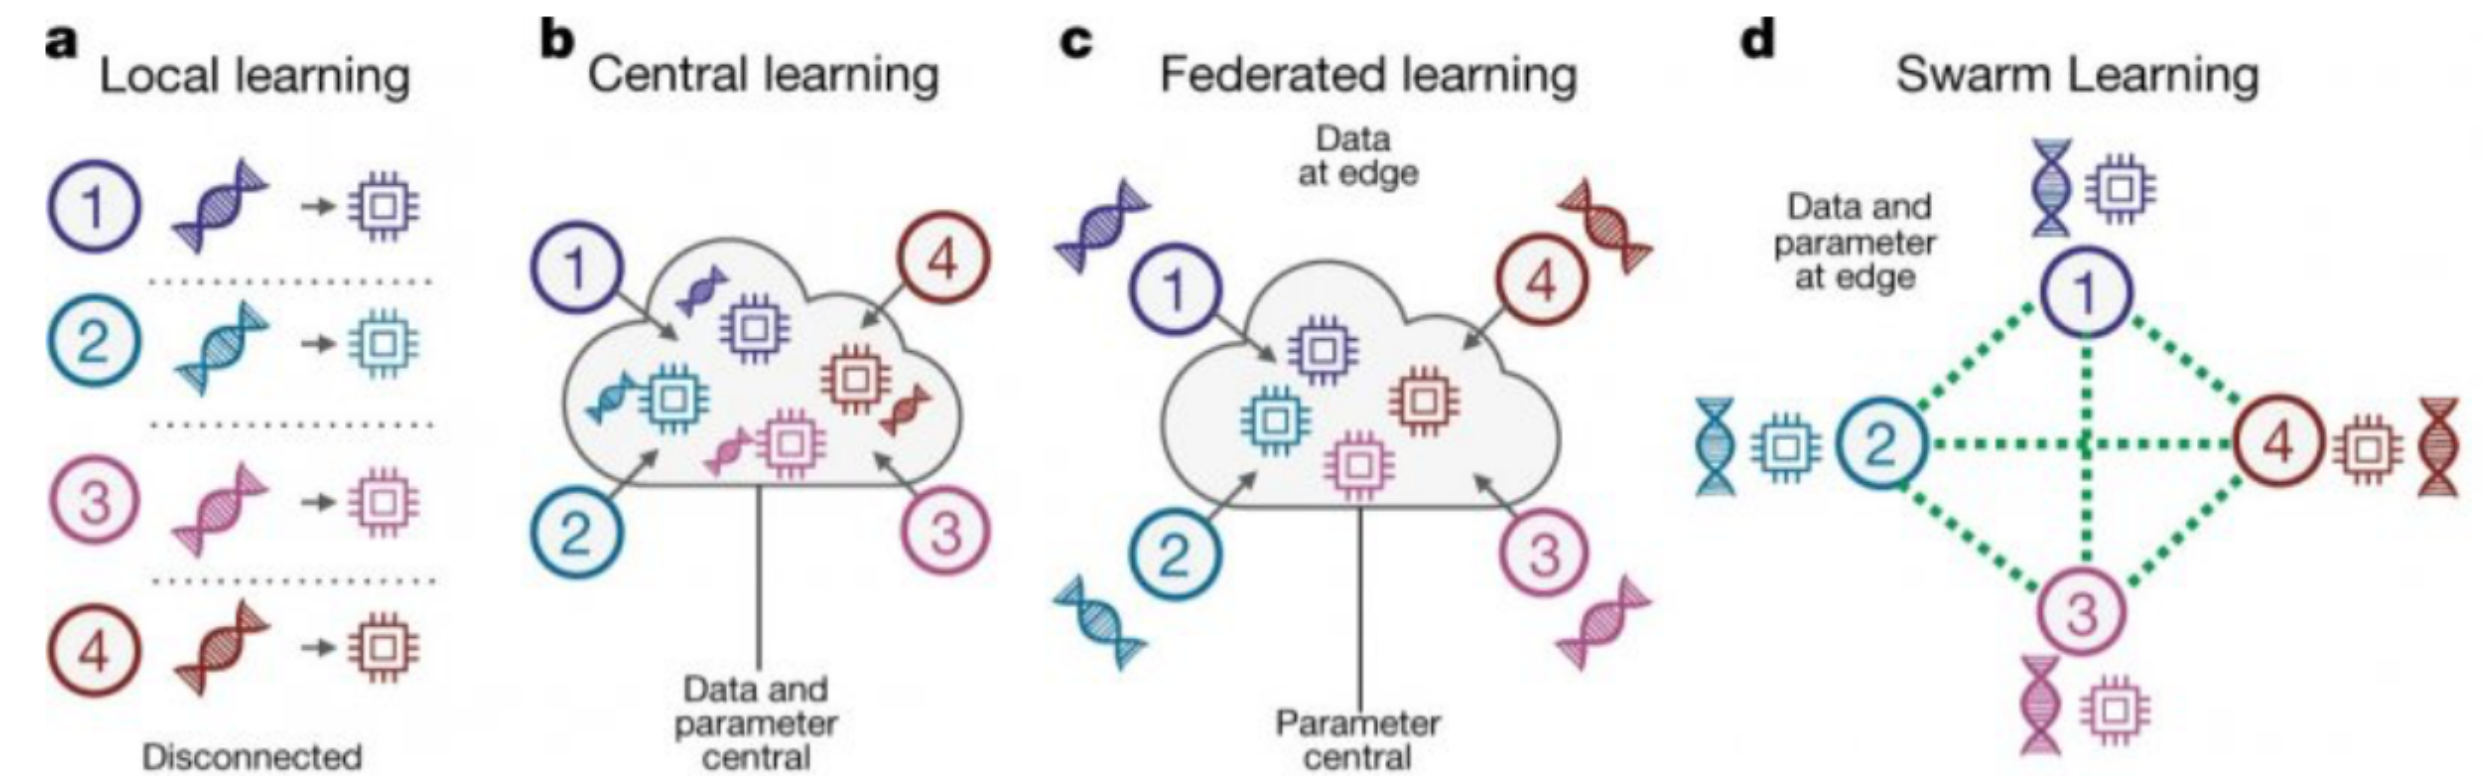 a
Local learning
1
2
3
4
Disconnected
b
Central learning
1
4
2
3
Data and
parameter
central
c
Federated learning
Data
at edge
1
4
2
3
Parameter
central
d
Swarm Learning
Data and
parameter
at edge
1
2
4
3